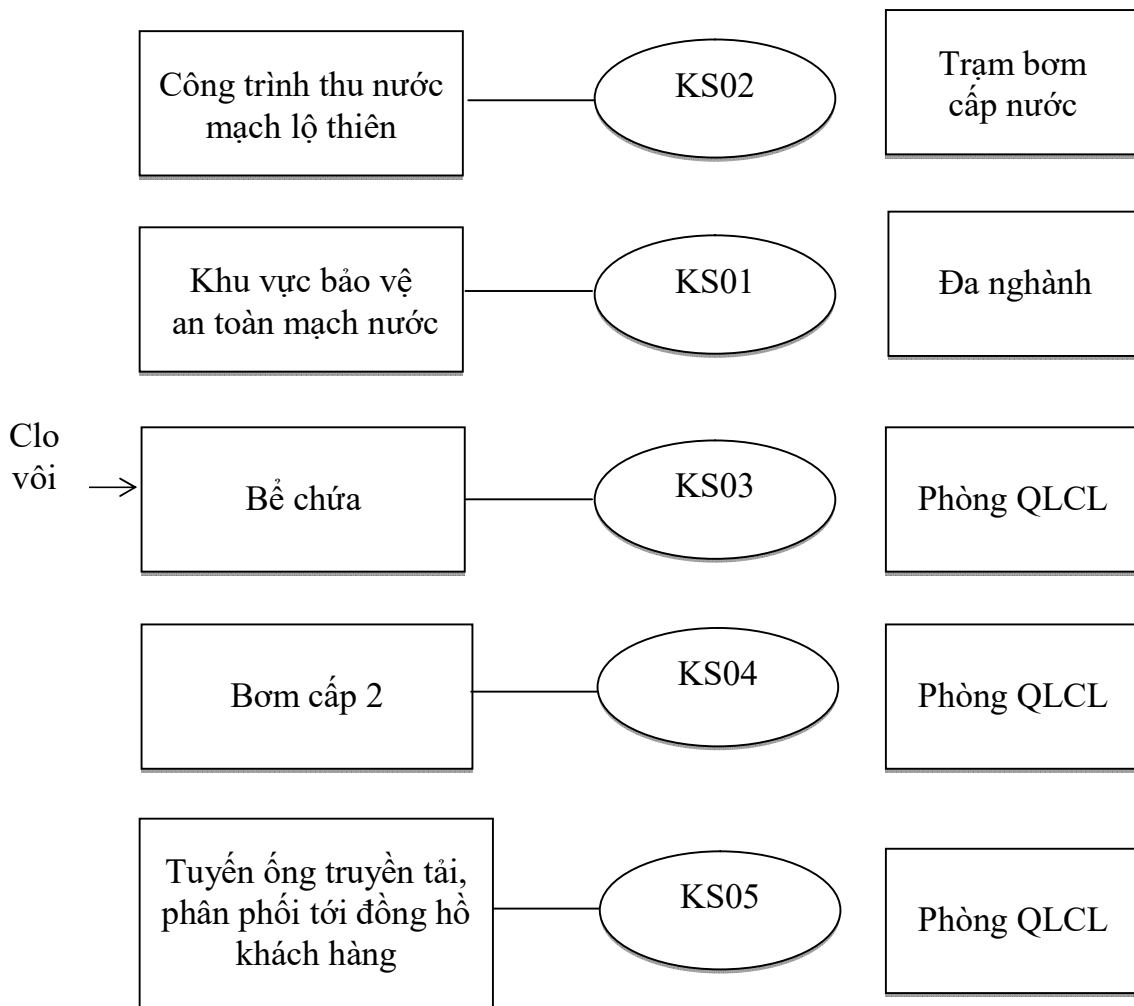 Công trình thu nước
mạch lộ thiên
KS02
Trạm bơm
cấp nước
Khu vực bảo vệ
an toàn mạch nước
KS01
Đa nghành
Clo
vôi
Bể chứa
KS03
Phòng QLCL
Bơm cấp 2
KS04
Phòng QLCL
Tuyến ống truyền tải,
phân phối tới đồng hồ
khách hàng
KS05
Phòng QLCL